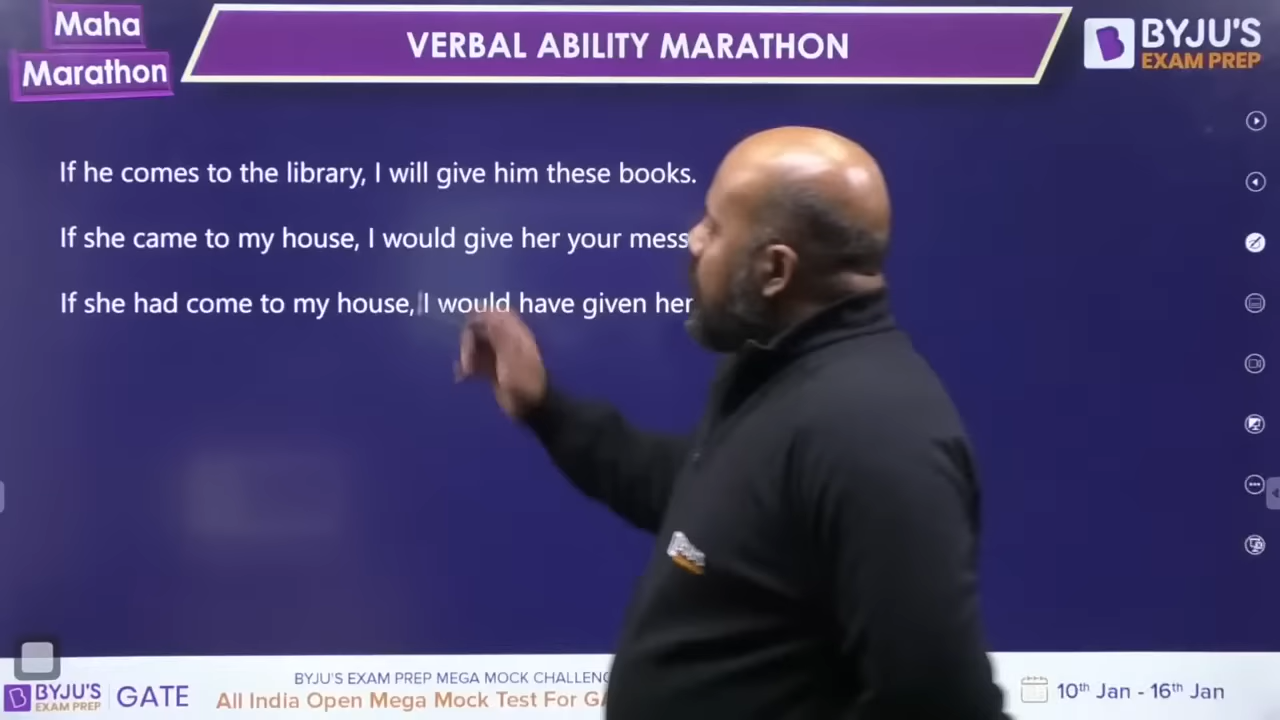 Maha
Marathon
VERBAL ABILITY MARATHON
BYJU'S
EXAM PREP
If he comes to the library, I will give him these books.
If she came to my house, I would give her your
If she had come to my house, I would have given her
BYJU'S EXAM PREP MEGA MOCK
BYJU'S
EXAM PREP
GATE
All India Open Mega Mock Test For
10th Jan - 16th Jan